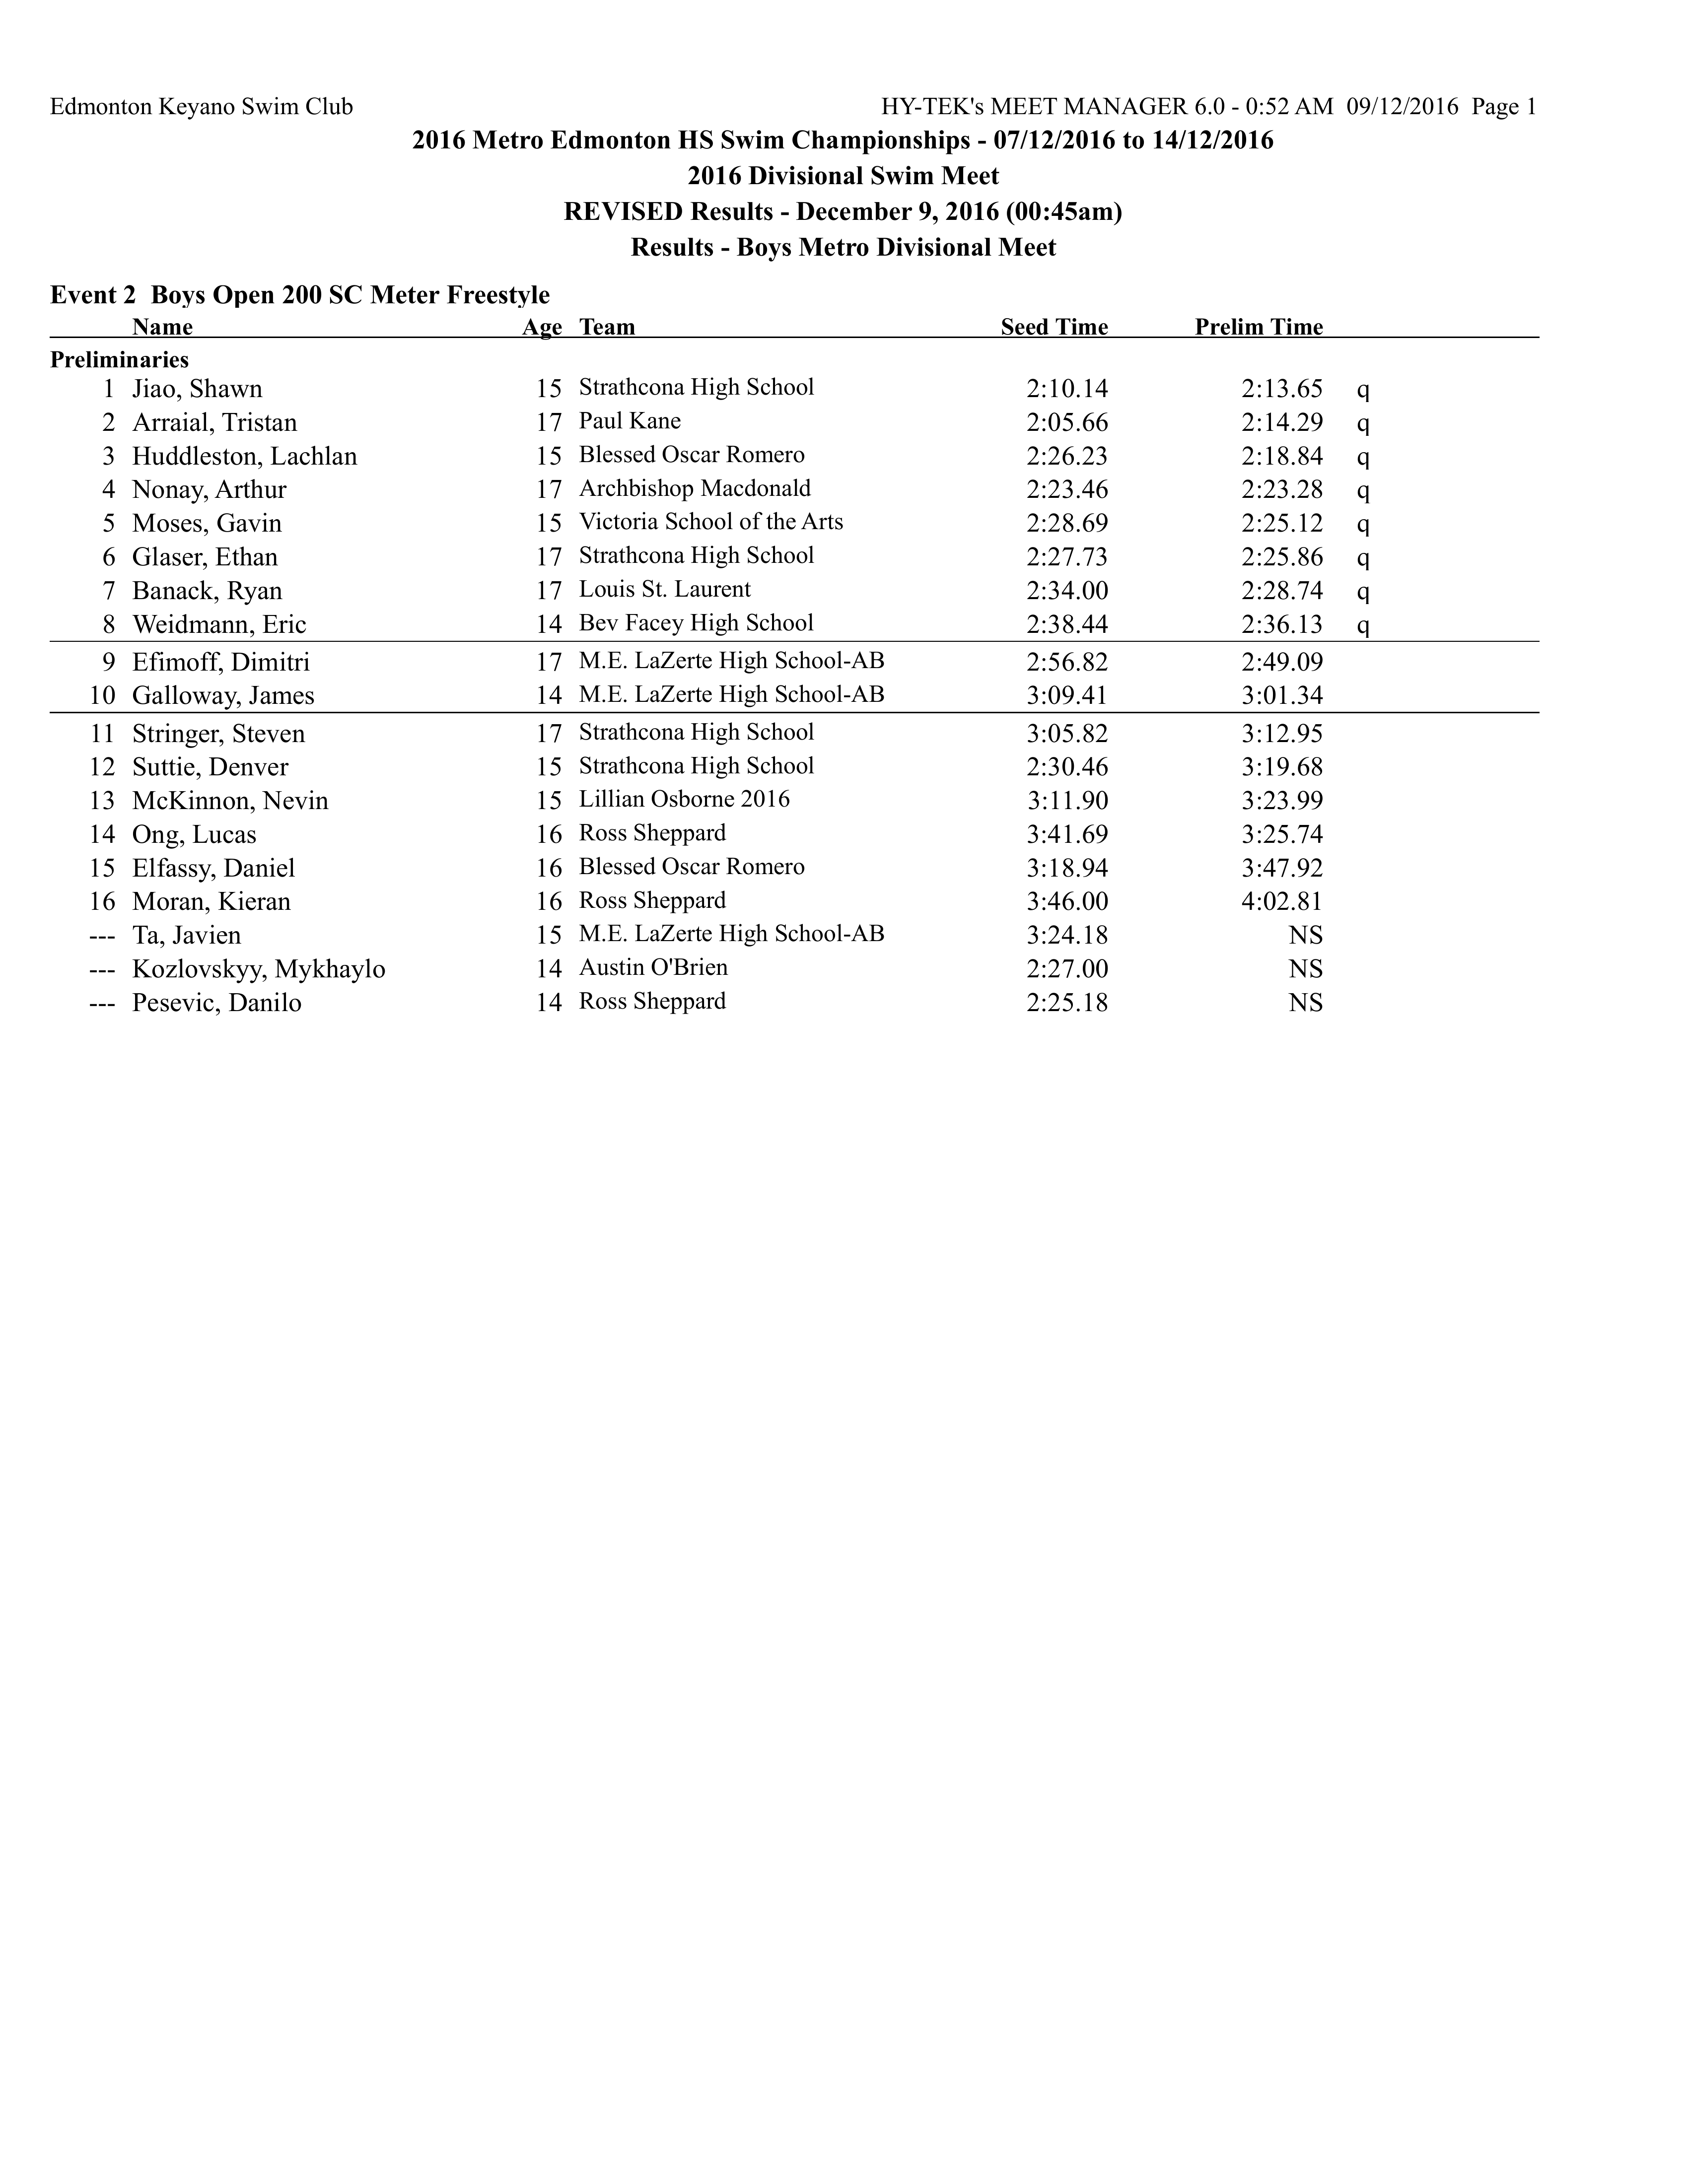 Edmonton Keyano Swim Club HY-TEK's MEET MANAGER 6.0 - 0:52 AM 09/12/2016 Page 1
2016 Metro Edmonton HS Swim Championships - 07/12/2016 to 14/12/2016
2016 Divisional Swim Meet
REVISED Results - December 9, 2016 (00:45am)
Results - Boys Metro Divisional Meet
Event 2 Boys Open 200 SC Meter Freestyle
Name Age Team Seed Time Prelim Time
Preliminaries
1 Jiao, Shawn 15 Strathcona High School 2:10.14 2:13.65 q
2 Arraial, Tristan 17 Paul Kane 2:05.66 2:14.29 q
3 Huddleston, Lachlan 15 Blessed Oscar Romero 2:26.23 2:18.84 q
4 Nonay, Arthur 17 Archbishop Macdonald 2:23.46 2:23.28 q
5 Moses, Gavin 15 Victoria School of the Arts 2:28.69 2:25.12 q
6 Glaser, Ethan 17 Strathcona High School 2:27.73 2:25.86 q
7 Banack, Ryan 17 Louis St. Laurent 2:34.00 2:28.74 q
8 Weidmann, Eric 14 Bev Facey High School 2:38.44 2:36.13 q
9 Efimoff, Dimitri 17 M.E. LaZerte High School-AB 2:56.82 2:49.09
10 Galloway, James 14 M.E. LaZerte High School-AB 3:09.41 3:01.34
11 Stringer, Steven 17 Strathcona High School 3:05.82 3:12.95
12 Suttie, Denver 15 Strathcona High School 2:30.46 3:19.68
13 McKinnon, Nevin 15 Lillian Osborne 2016 3:11.90 3:23.99
14 Ong, Lucas 16 Ross Sheppard 3:41.69 3:25.74
15 Elfassy, Daniel 16 Blessed Oscar Romero 3:18.94 3:47.92
16 Moran, Kieran 16 Ross Sheppard 3:46.00 4:02.81
--- Ta, Javien 15 M.E. LaZerte High School-AB 3:24.18 NS
--- Kozlovskyy, Mykhaylo 14 Austin O'Brien 2:27.00 NS
--- Pesevic, Danilo 14 Ross Sheppard 2:25.18 NS